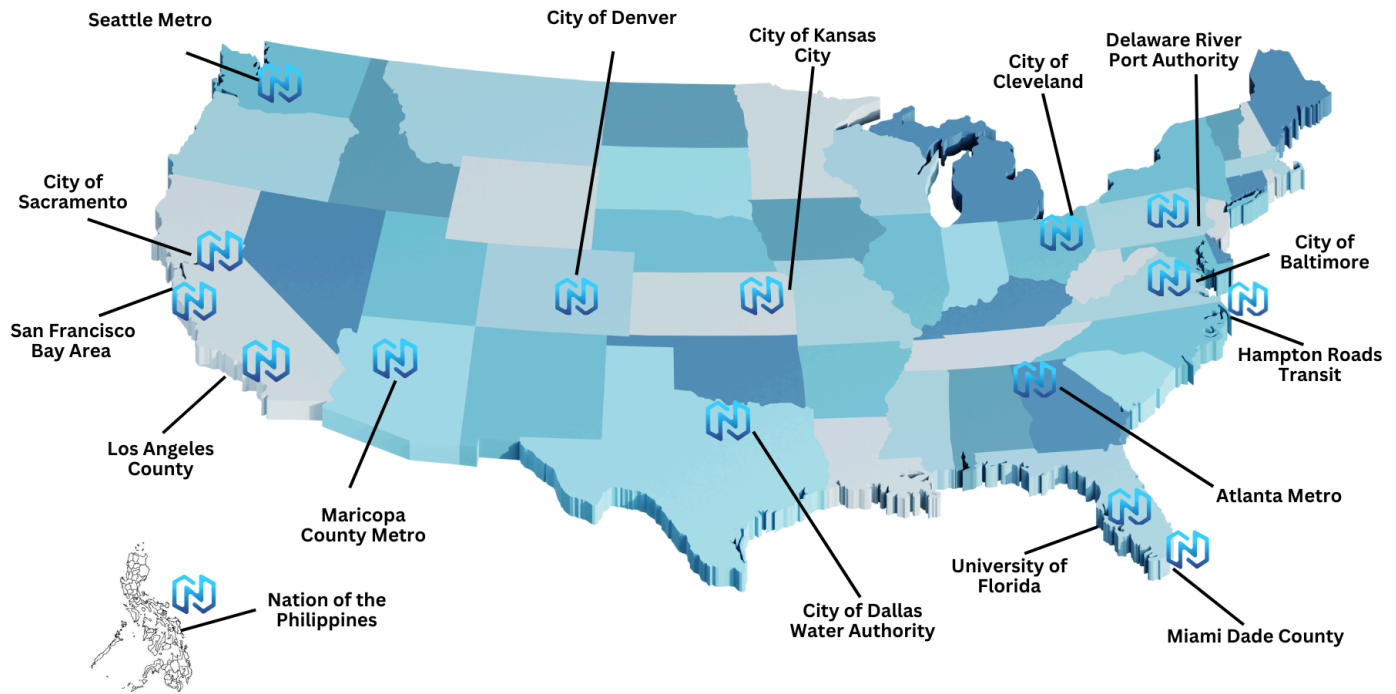 Seattle Metro
City of Denver
City of Kansas
City
City of
Cleveland
Delaware River
Port Authority
City of
Sacramento
City of
Baltimore
San Francisco
Bay Area
Hampton Roads
Transit
Los Angeles
County
Maricopa
County Metro
Atlanta Metro
University of
Florida
Nation of the
Philippines
City of Dallas
Water Authority
Miami Dade County